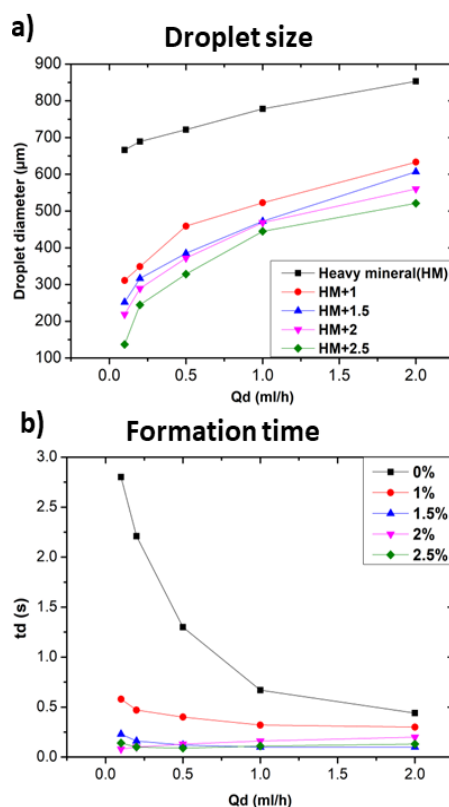 a)
Droplet size
900
800
700
600
500
400
300
200
100
Droplet diameter (µm)
Heavy mineral(HM)
HM+1
HM+1.5
HM+2
HM+2.5
0.0 0.5 1.0 1.5 2.0
Qd (ml/h)
b)
Formation time
3.0
2.5
2.0
1.5
1.0
0.5
0.0
td (s)
0%
1%
1.5%
2%
2.5%
0.0 0.5 1.0 1.5 2.0
Qd (ml/h)